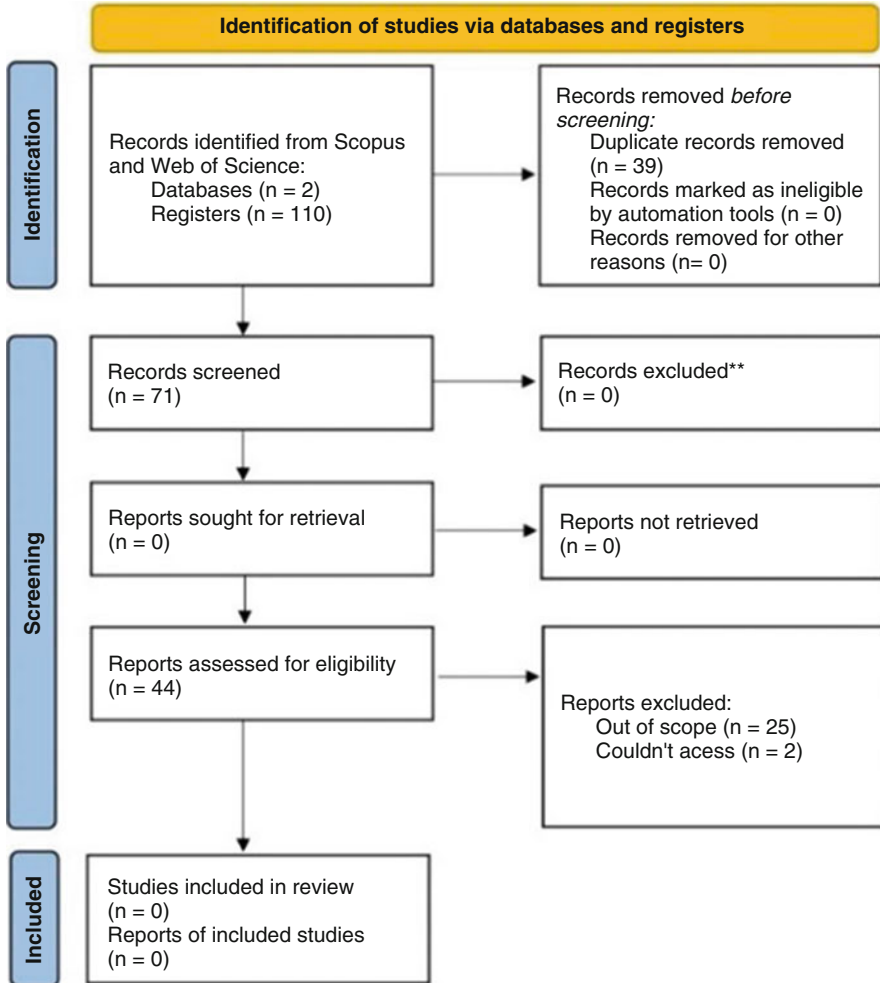 Identification of studies via databases and registers
Identification
Records identified from Scopus
and Web of Science:
Databases (n = 2)
Registers (n = 110)
Records removed before
screening:
Duplicate records removed
(n = 39)
Records marked as ineligible
by automation tools (n = 0)
Records removed for other
reasons (n= 0)
Screening
Records screened
(n = 71)
Records excluded**
(n = 0)
Reports sought for retrieval
(n = 0)
Reports not retrieved
(n = 0)
Reports assessed for eligibility
(n = 44)
Reports excluded:
Out of scope (n = 25)
Couldn't acess (n = 2)
Included
Studies included in review
(n = 0)
Reports of included studies
(n = 0)